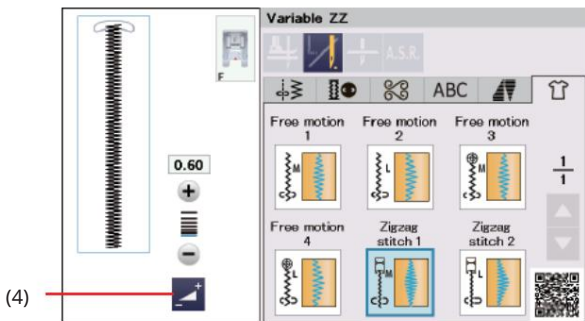 Variable ZZ
F
A.S.R.
ABC
0.60
+
−
− +
(4)
Free motion 1
Free motion 2
Free motion 3
M
L
M
1
1
Free motion 4
Zigzag stitch 1
Zigzag stitch 2
L
M
L